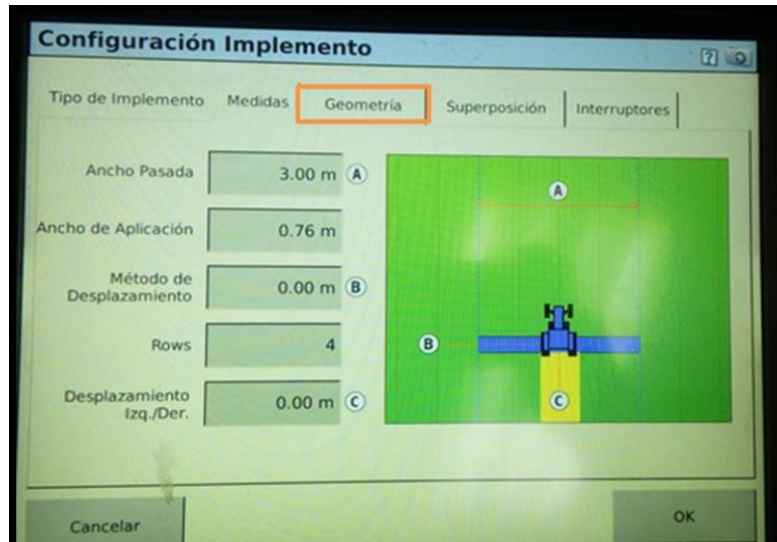 Configuración Implemento
Tipo de Implemento Medidas Geometría Superposición Interruptores
Ancho Pasada 3.00 m A
A
Ancho de Aplicación 0.76 m
Método de
Desplazamiento 0.00 m B
Rows 4
B
Desplazamiento
Izq./Der. 0.00 m C
C
Cancelar OK